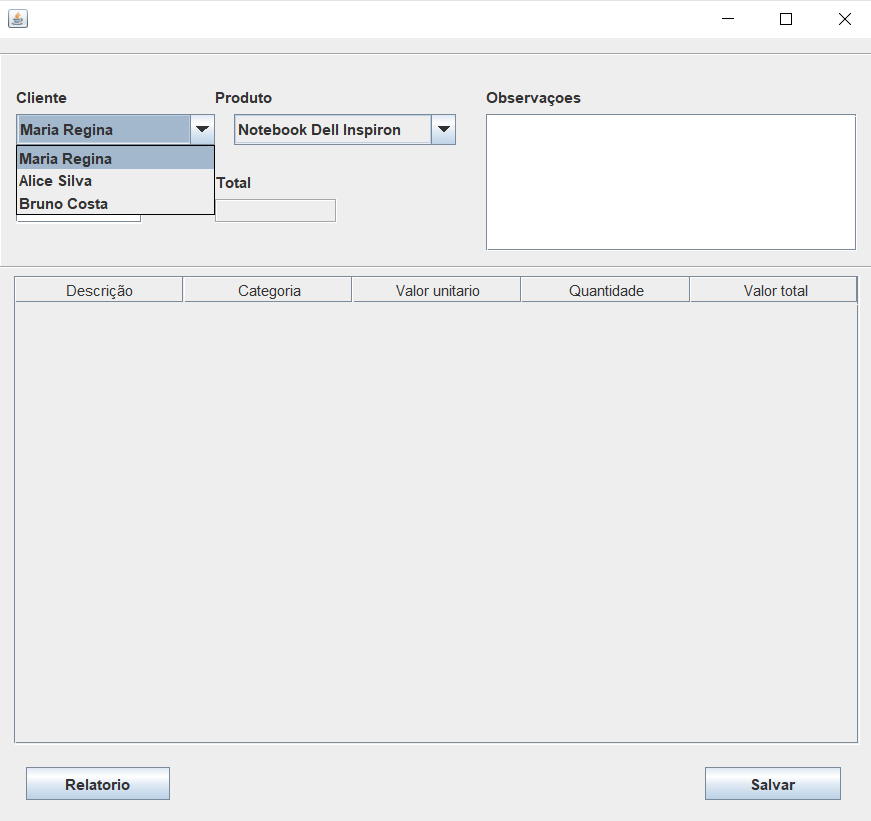 Cliente Produto Observaçoes
Maria Regina Notebook Dell Inspiron
Maria Regina
Alice Silva
Bruno Costa
Total
Descrição Categoria Valor unitario Quantidade Valor total
Relatorio Salvar